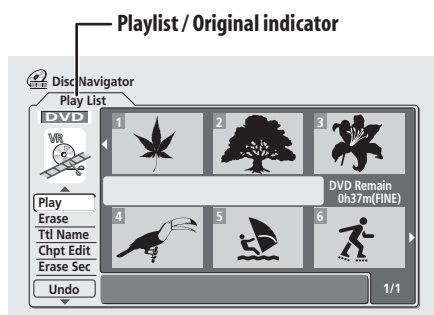 Playlist / Original indicator
Disc Navigator
Play List
DVD
VR
1
2
3
DVD Remain
0h37m(FINE)
Play
Erase
Ttl Name
Chpt Edit
Erase Sec
Undo
4
5
6
1/1